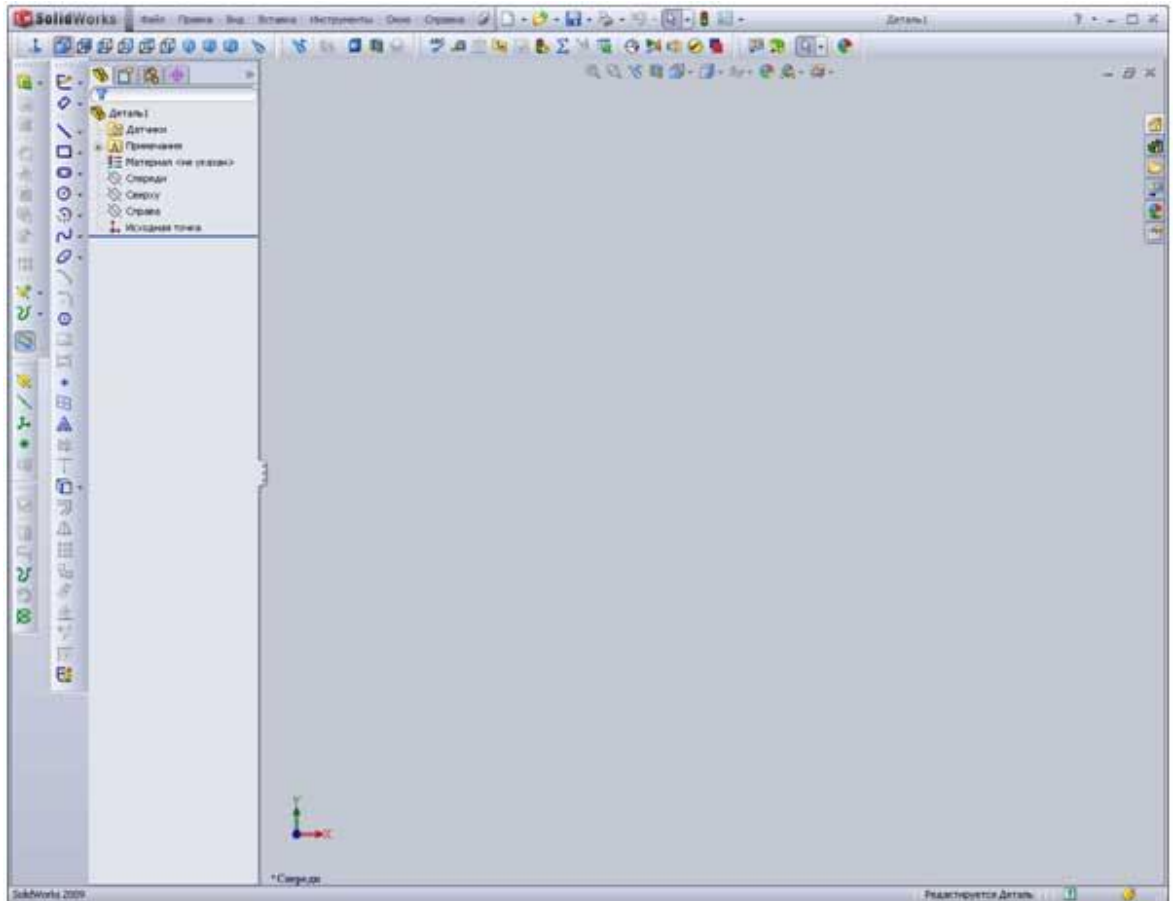 SolidWorks Файл Правка Вид Вставка Инструменты Окно Справка Деталь1
Деталь1
Датчики
Примечания
Материал <не указан>
Спереди
Сверху
Справа
Исходная точка
Y
X
*Спереди
SolidWorks 2009 Редактируется Деталь